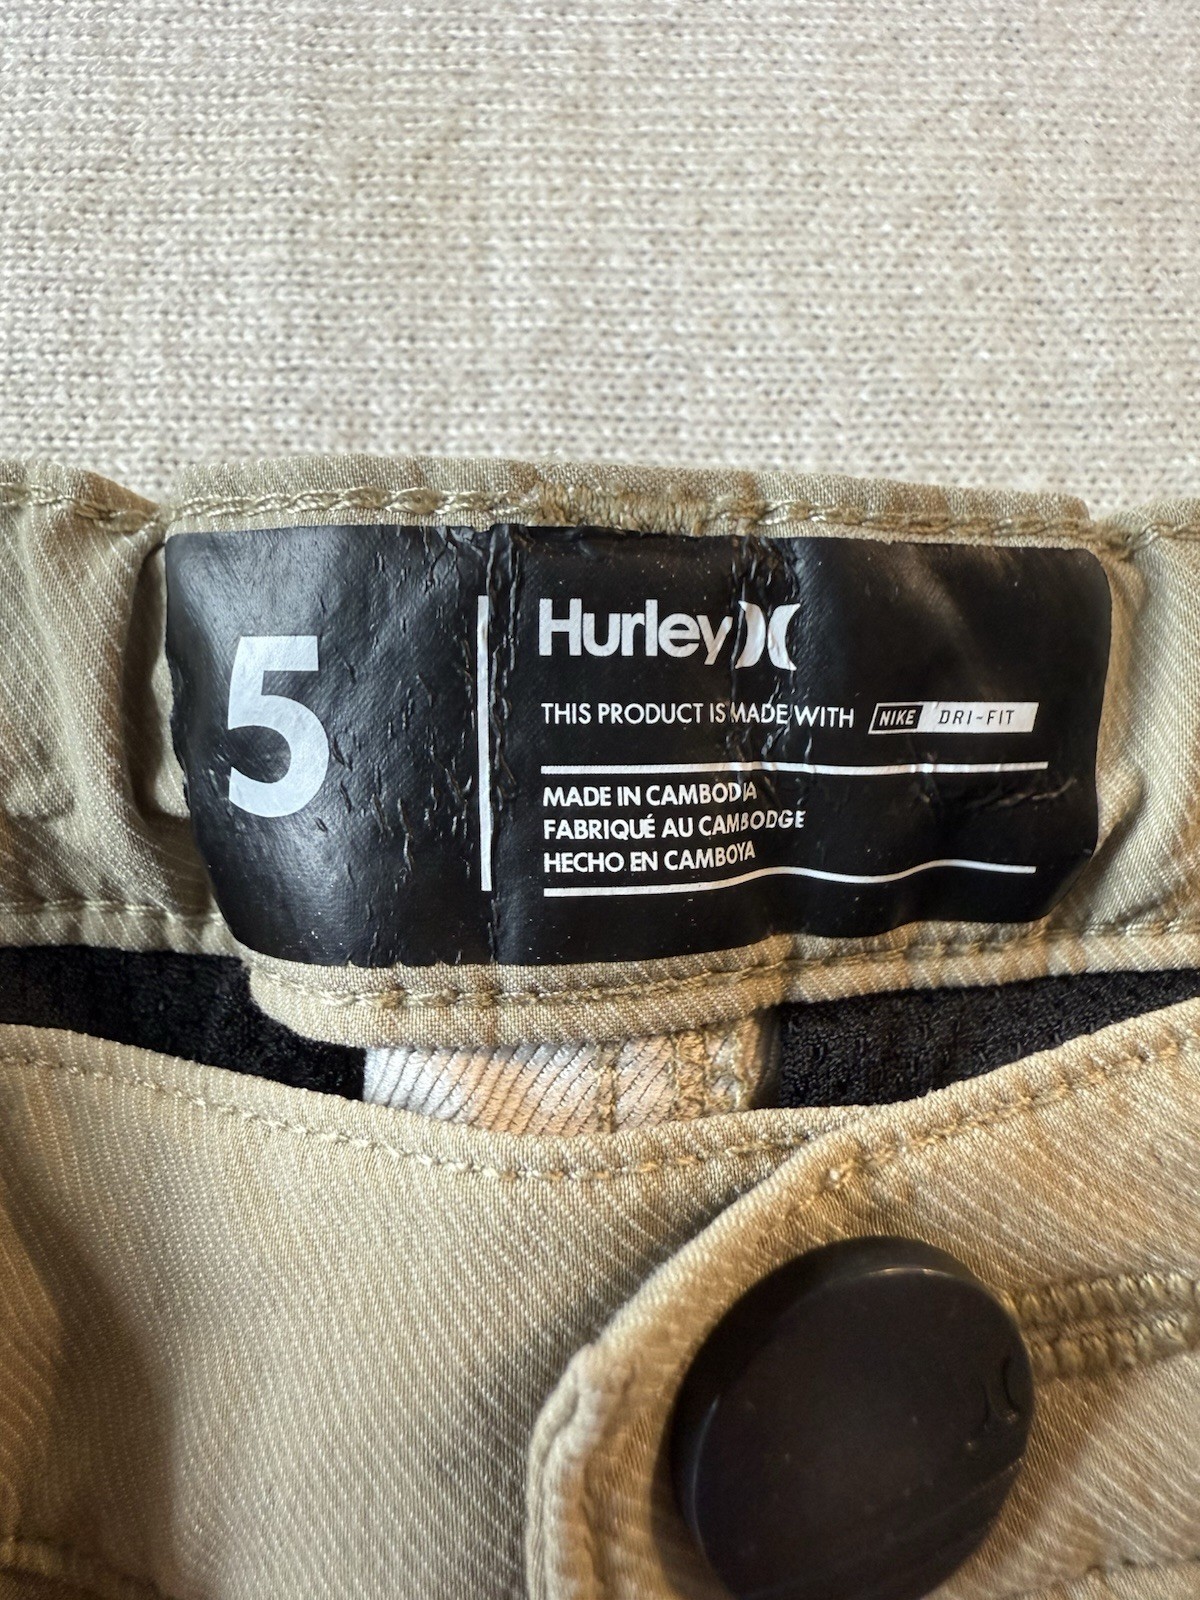 5
Hurley
THIS PRODUCT IS MADE WITH NIKE DRI-FIT
MADE IN CAMBODIA
FABRIQUÉ AU CAMBODGE
HECHO EN CAMBOYA